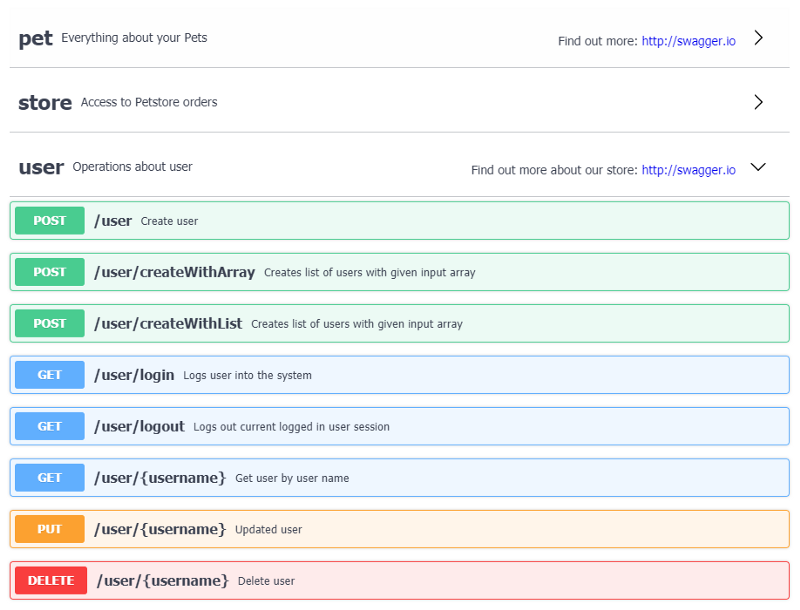 pet Everything about your Pets Find out more: http://swagger.io
store Access to Petstore orders
user Operations about user Find out more about our store: http://swagger.io
POST /user Create user
POST /user/createWithArray Creates list of users with given input array
POST /user/createWithList Creates list of users with given input array
GET /user/login Logs user into the system
GET /user/logout Logs out current logged in user session
GET /user/{username} Get user by user name
PUT /user/{username} Updated user
DELETE /user/{username} Delete user